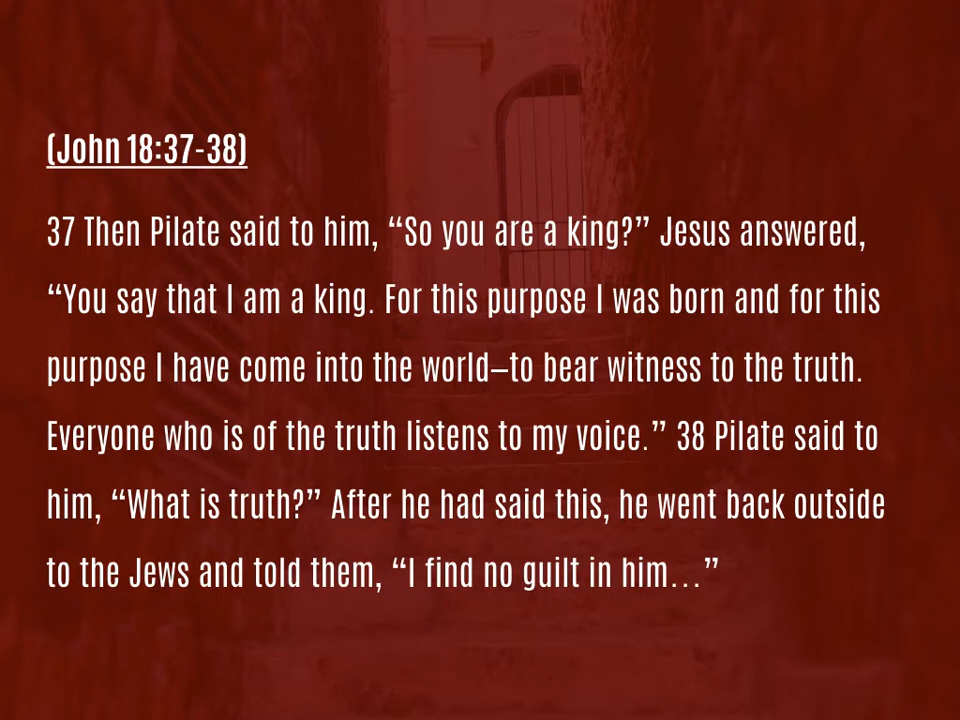 (John 18:37-38)
37 Then Pilate said to him, “So you are a king?” Jesus answered,
“You say that I am a king. For this purpose I was born and for this
purpose I have come into the world—to bear witness to the truth.
Everyone who is of the truth listens to my voice.” 38 Pilate said to
him, “What is truth?” After he had said this, he went back outside
to the Jews and told them, “I find no guilt in him…”